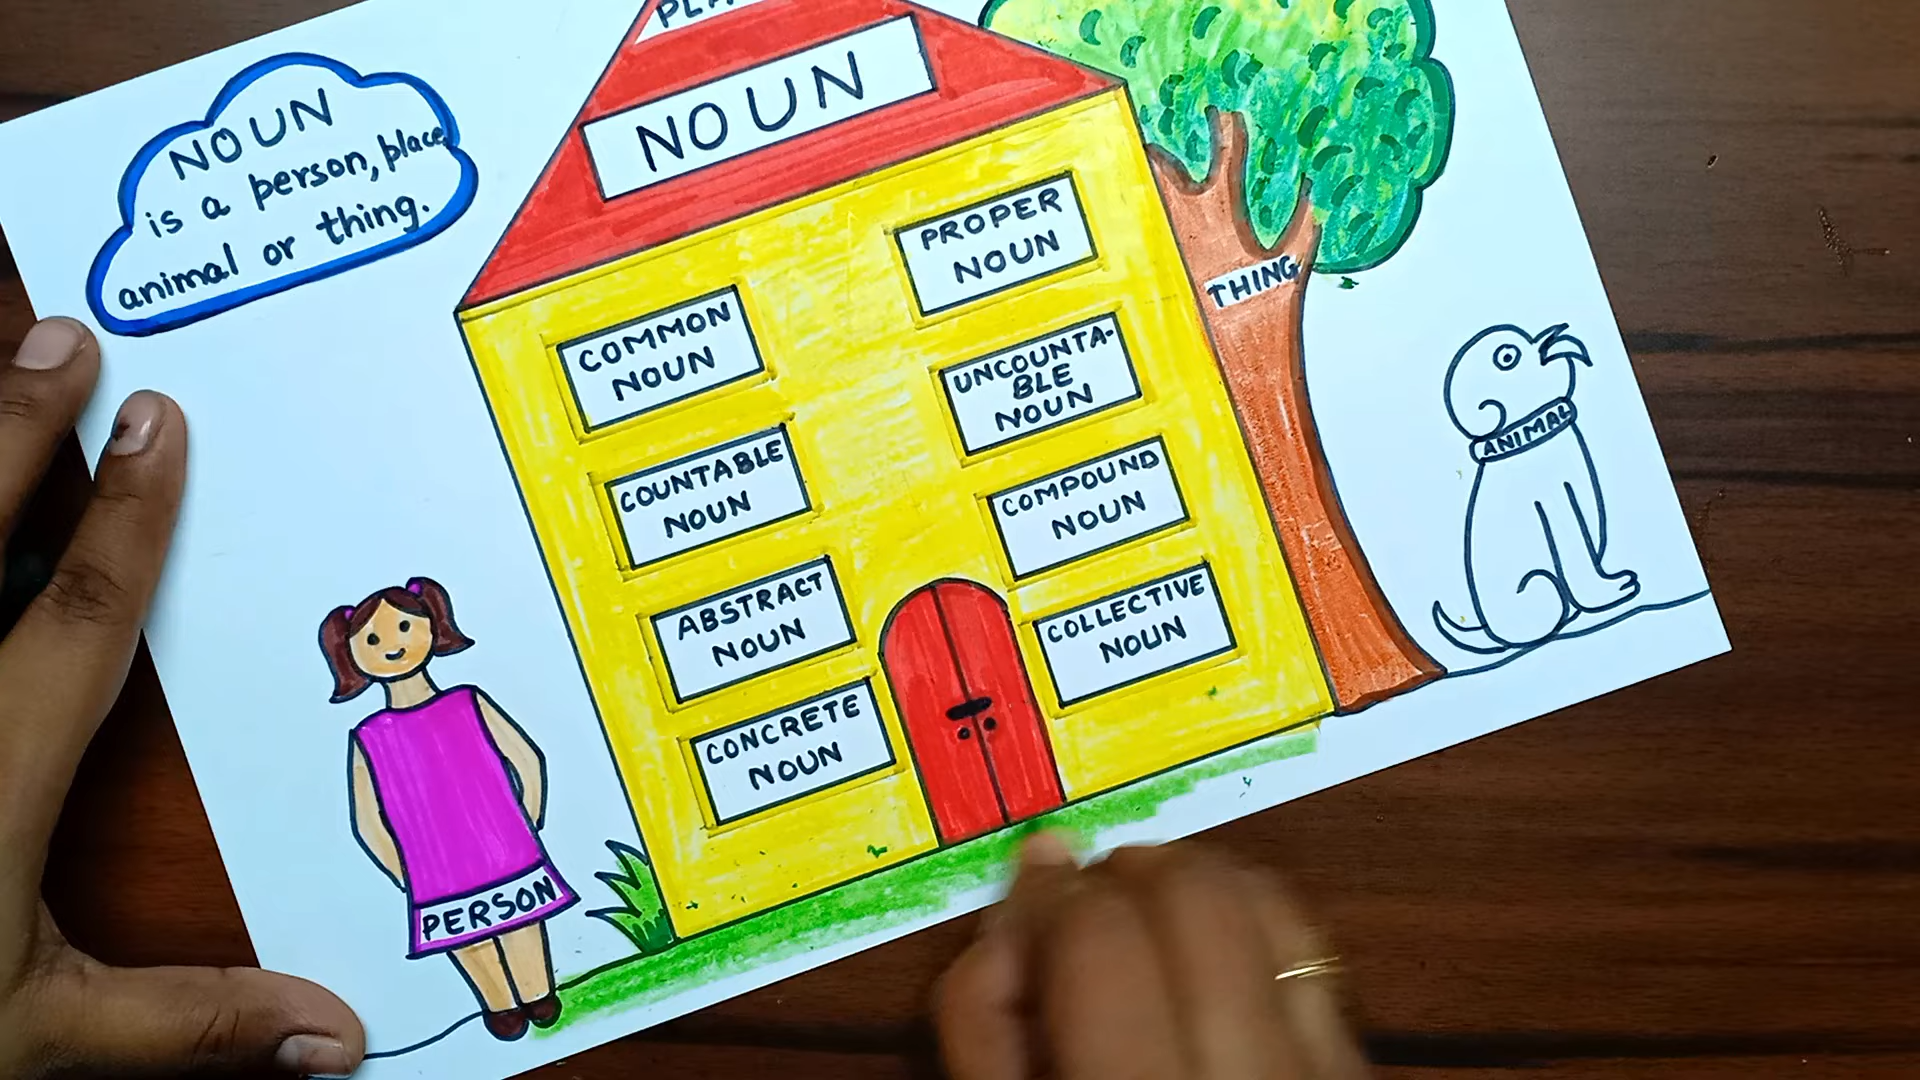 NOUN
is a person, place,
animal or thing.
NOUN
COMMON
NOUN
PROPER
NOUN
COUNTABLE
NOUN
UNCOUNTA-
BLE
NOUN
ABSTRACT
NOUN
COMPOUND
NOUN
CONCRETE
NOUN
COLLECTIVE
NOUN
THING
ANIMAL
PERSON